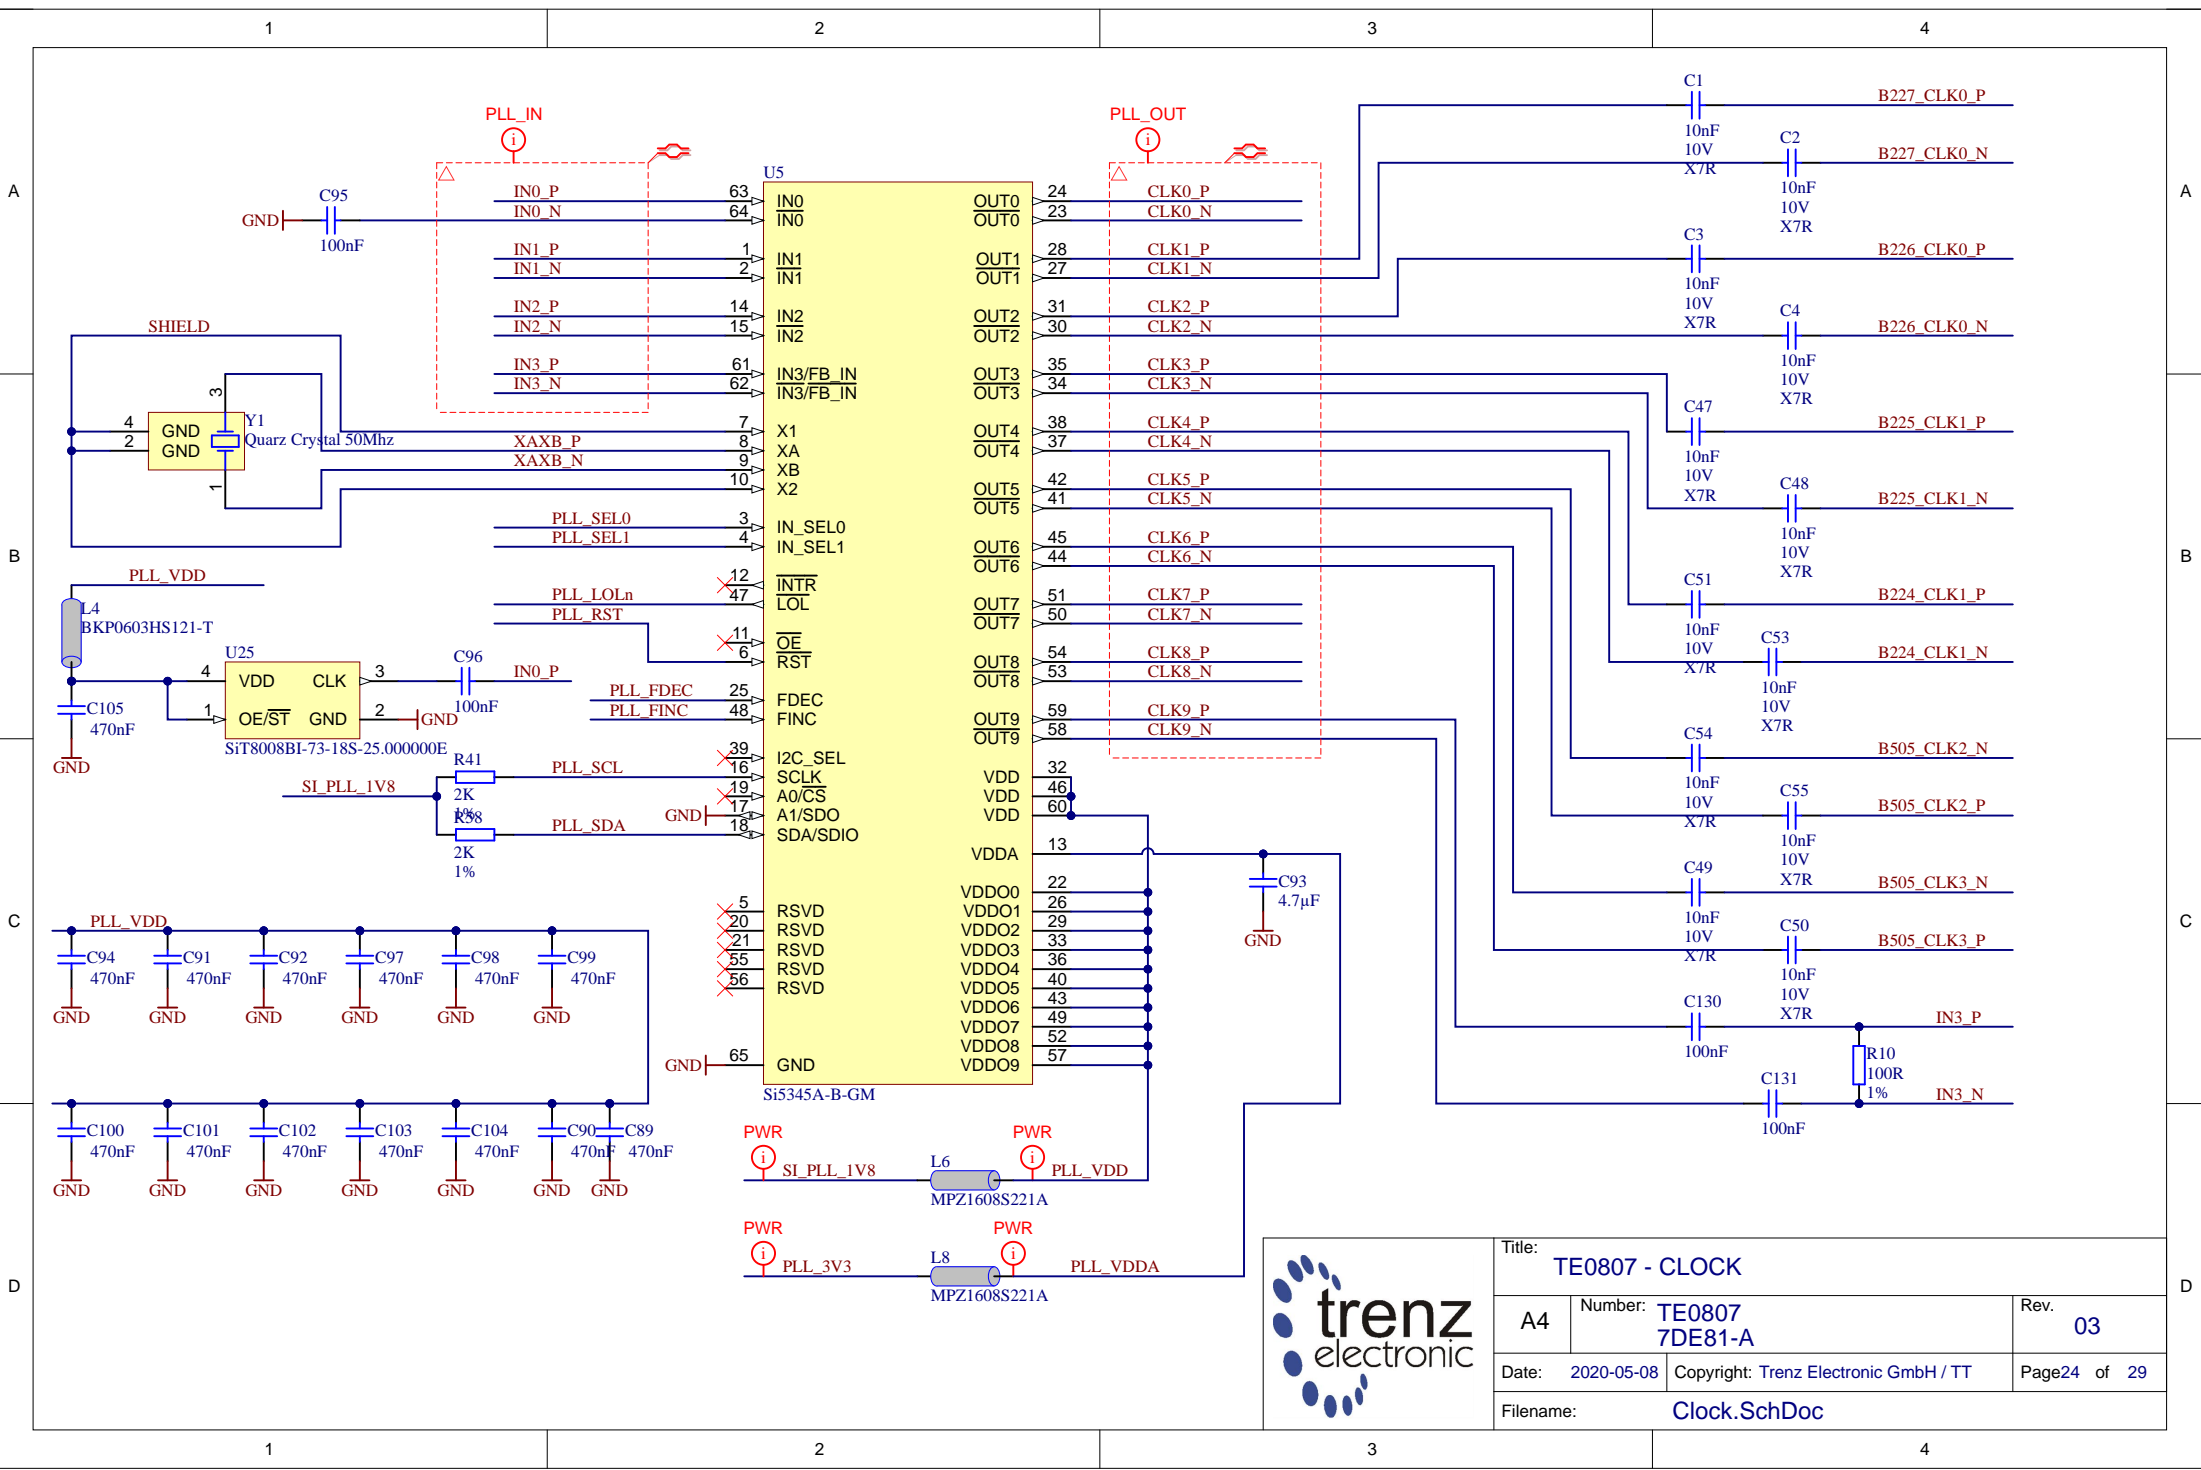 1 2 3 4
A A
B B
C C
D D
1 2 3 4
PLL_IN
PLL_OUT
C95
GND
100nF
IN0_P
IN0_N
IN1_P
IN1_N
IN2_P
IN2_N
IN3_P
IN3_N
SHIELD
4 GND
2 GND
3
1
Y1
Quarz Crystal 50Mhz
XAXB_P
XAXB_N
PLL_SEL0
PLL_SEL1
PLL_LOLn
PLL_RST
PLL_FDEC
PLL_FINC
PLL_VDD
L4
BKP0603HS121-T
C105
470nF
GND
U25
4 VDD CLK 3
1 OE/ST GND 2
GND
SiT8008BI-73-18S-25.000000E
C96
100nF
IN0_P
SI_PLL_1V8
R41
2K
1%
R58
2K
1%
PLL_SCL
PLL_SDA
GND
U5
63 IN0
64 IN0
1 IN1
2 IN1
14 IN2
15 IN2
61 IN3/FB_IN
62 IN3/FB_IN
7 X1
8 XA
9 XB
10 X2
3 IN_SEL0
4 IN_SEL1
12 INTR
47 LOL
11 OE
6 RST
25 FDEC
48 FINC
39 I2C_SEL
16 SCLK
19 A0/CS
17 A1/SDO
18 SDA/SDIO
5 RSVD
20 RSVD
21 RSVD
55 RSVD
56 RSVD
GND 65 GND
OUT0 24 CLK0_P
OUT0 23 CLK0_N
OUT1 28 CLK1_P
OUT1 27 CLK1_N
OUT2 31 CLK2_P
OUT2 30 CLK2_N
OUT3 35 CLK3_P
OUT3 34 CLK3_N
OUT4 38 CLK4_P
OUT4 37 CLK4_N
OUT5 42 CLK5_P
OUT5 41 CLK5_N
OUT6 45 CLK6_P
OUT6 44 CLK6_N
OUT7 51 CLK7_P
OUT7 50 CLK7_N
OUT8 54 CLK8_P
OUT8 53 CLK8_N
OUT9 59 CLK9_P
OUT9 58 CLK9_N
VDD 32
VDD 46
VDD 60
VDDA 13
VDDO0 22
VDDO1 26
VDDO2 29
VDDO3 33
VDDO4 36
VDDO5 40
VDDO6 43
VDDO7 49
VDDO8 52
VDDO9 57
Si5345A-B-GM
C93
4.7µF
GND
C1
10nF
10V
X7R
B227_CLK0_P
C2
10nF
10V
X7R
B227_CLK0_N
C3
10nF
10V
X7R
B226_CLK0_P
C4
10nF
10V
X7R
B226_CLK0_N
C47
10nF
10V
X7R
B225_CLK1_P
C48
10nF
10V
X7R
B225_CLK1_N
C51
10nF
10V
X7R
B224_CLK1_P
C53
10nF
10V
X7R
B224_CLK1_N
C54
10nF
10V
X7R
B505_CLK2_N
C55
10nF
10V
X7R
B505_CLK2_P
C49
10nF
10V
X7R
B505_CLK3_N
C50
10nF
10V
X7R
B505_CLK3_P
C130
100nF
IN3_P
R10
100R
1%
C131
100nF
IN3_N
PLL_VDD
C94 C91 C92 C97 C98 C99
470nF 470nF 470nF 470nF 470nF 470nF
GND GND GND GND GND GND
C100 C101 C102 C103 C104 C90 C89
470nF 470nF 470nF 470nF 470nF 470nF 470nF
GND GND GND GND GND GND GND
PWR PWR
SI_PLL_1V8 L6 PLL_VDD
MPZ1608S221A
PWR PWR
PLL_3V3 L8 PLL_VDDA
MPZ1608S221A
trenz
electronic
Title:
TE0807 - CLOCK
A4
Number: TE0807
7DE81-A
Rev.
03
Date: 2020-05-08 Copyright: Trenz Electronic GmbH / TT Page24 of 29
Filename: Clock.SchDoc